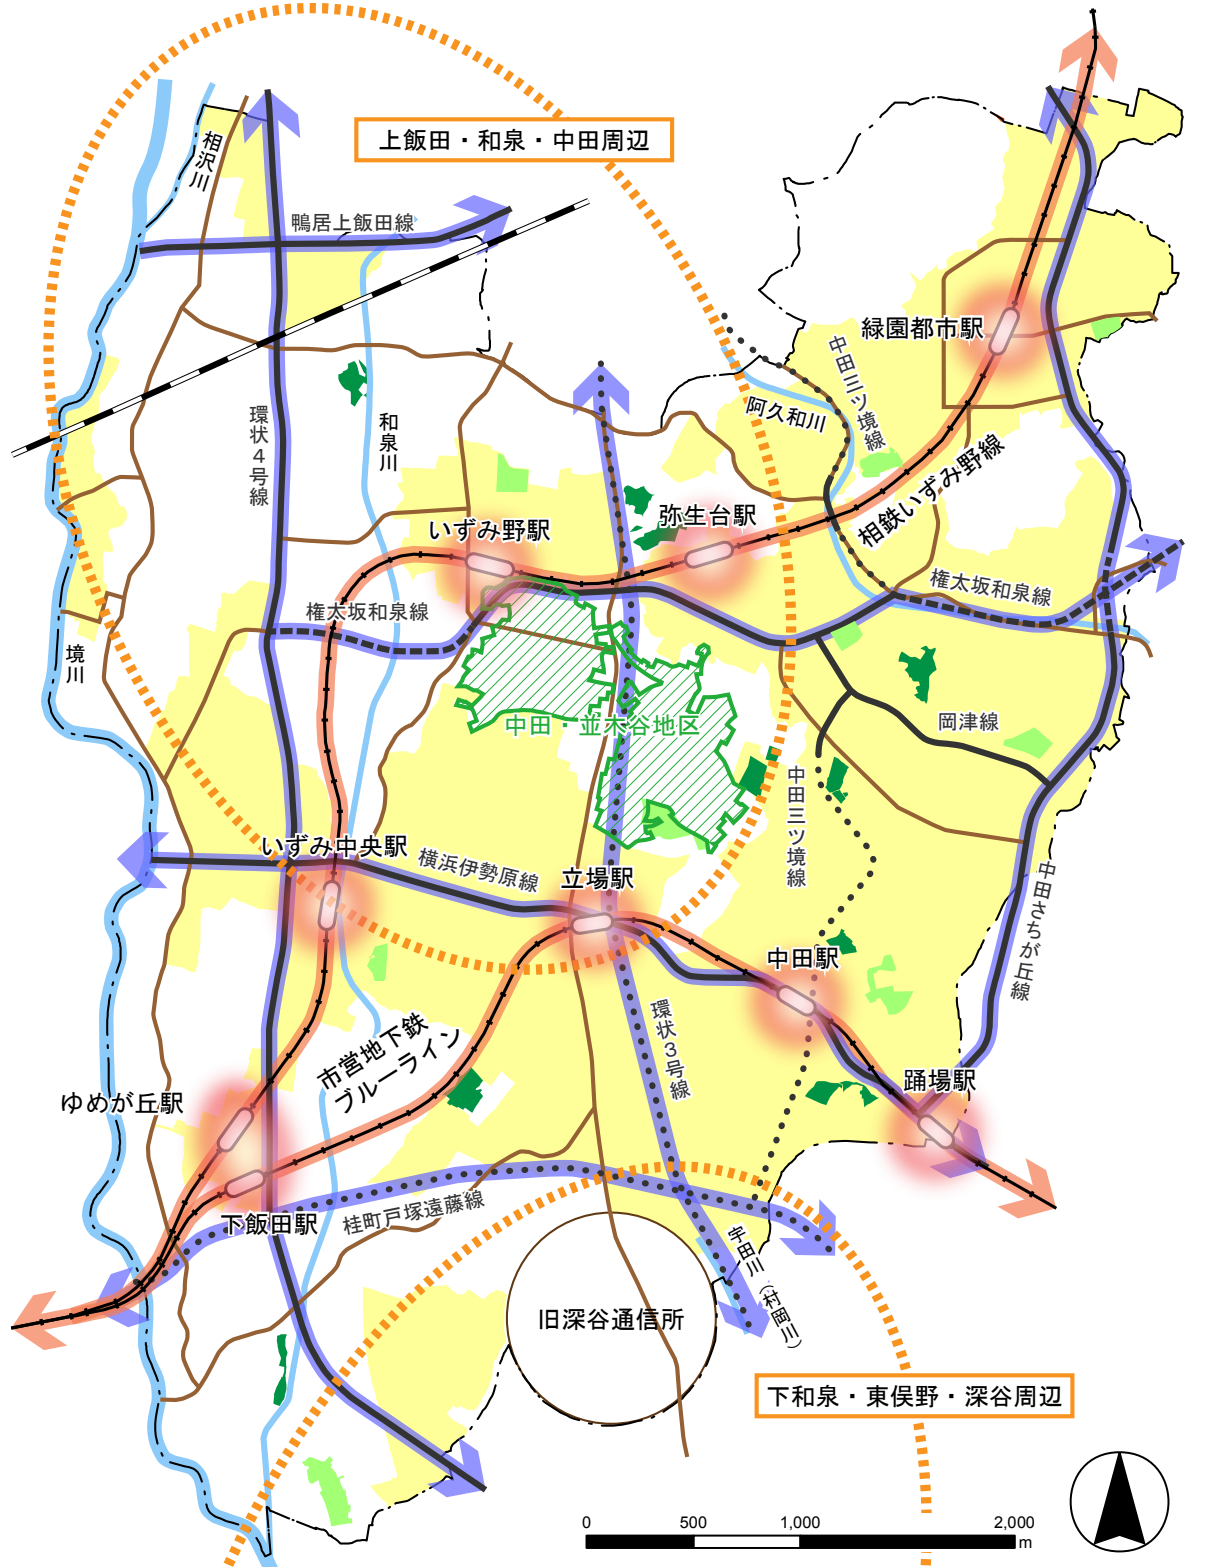 上飯田・和泉・中田周辺
相沢川
鴨居上飯田線
緑園都市駅
中田三ツ境線
阿久和川
環状4号線
和泉川
相鉄いずみ野線
弥生台駅
いずみ野駅
権太坂和泉線
権太坂和泉線
境川
中田・並木谷地区
岡津線
中田三ツ境線
いずみ中央駅
横浜伊勢原線
立場駅
中田さちが丘線
中田駅
環状3号線
市営地下鉄
ブルーライン
踊場駅
ゆめが丘駅
下飯田駅
桂町戸塚遠藤線
宇田川(村岡川)
旧深谷通信所
下和泉・東俣野・深谷周辺
0 500 1,000 2,000
m